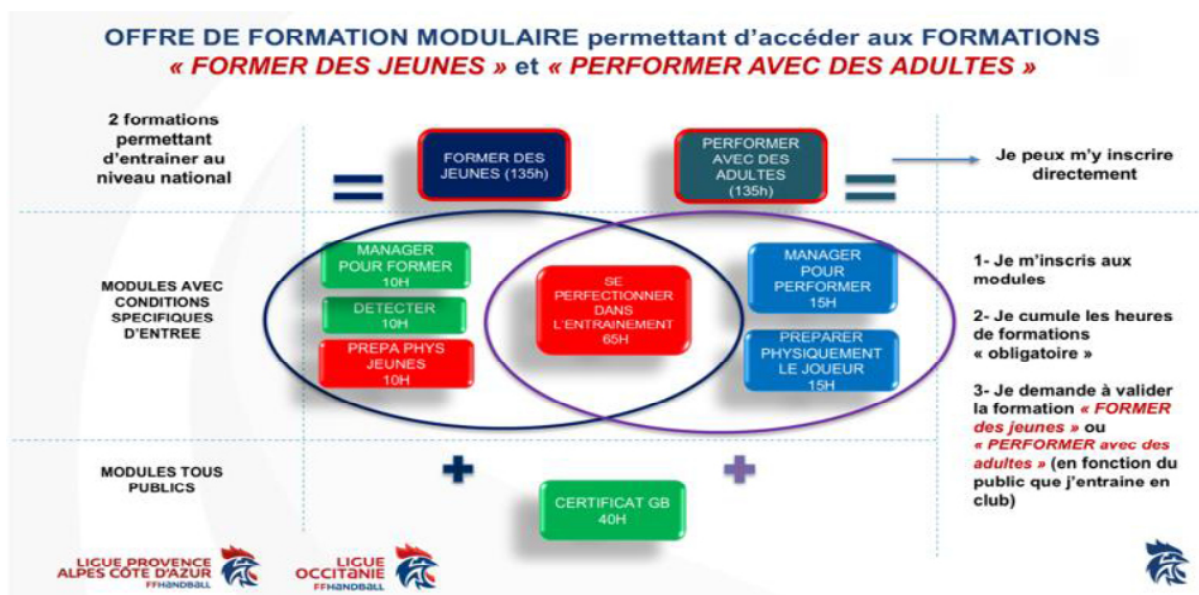 OFFRE DE FORMATION MODULAIRE permettant d'accéder aux FORMATIONS
« FORMER DES JEUNES » et « PERFORMER AVEC DES ADULTES »
2 formations
permettant
d'entrainer au
niveau national
=
FORMER DES
JEUNES (135h)
PERFORMER
AVEC DES
ADULTES
(135h)
=
Je peux m'y inscrire
directement
MODULES AVEC
CONDITIONS
SPECIFIQUES
D'ENTREE
MANAGER
POUR FORMER
10H
DETECTER
10H
PREPA PHYS
JEUNES
10H
SE
PERFECTIONNER
DANS
L'ENTRAINEMENT
65H
MANAGER
POUR
PERFORMER
15H
PREPARER
PHYSIQUEMENT
LE JOUEUR
15H
1- Je m'inscris aux
modules
2- Je cumule les heures
de formations
« obligatoire »
3- Je demande à valider
la formation « FORMER
des jeunes » ou
« PERFORMER avec des
adultes » (en fonction du
public que j'entraine en
club)
MODULES TOUS
PUBLICS
+
+
CERTIFICAT GB
40H
LIGUE PROVENCE
ALPES CÔTE D'AZUR
FFHANDBALL
LIGUE
OCCITANIE
FFHANDBALL